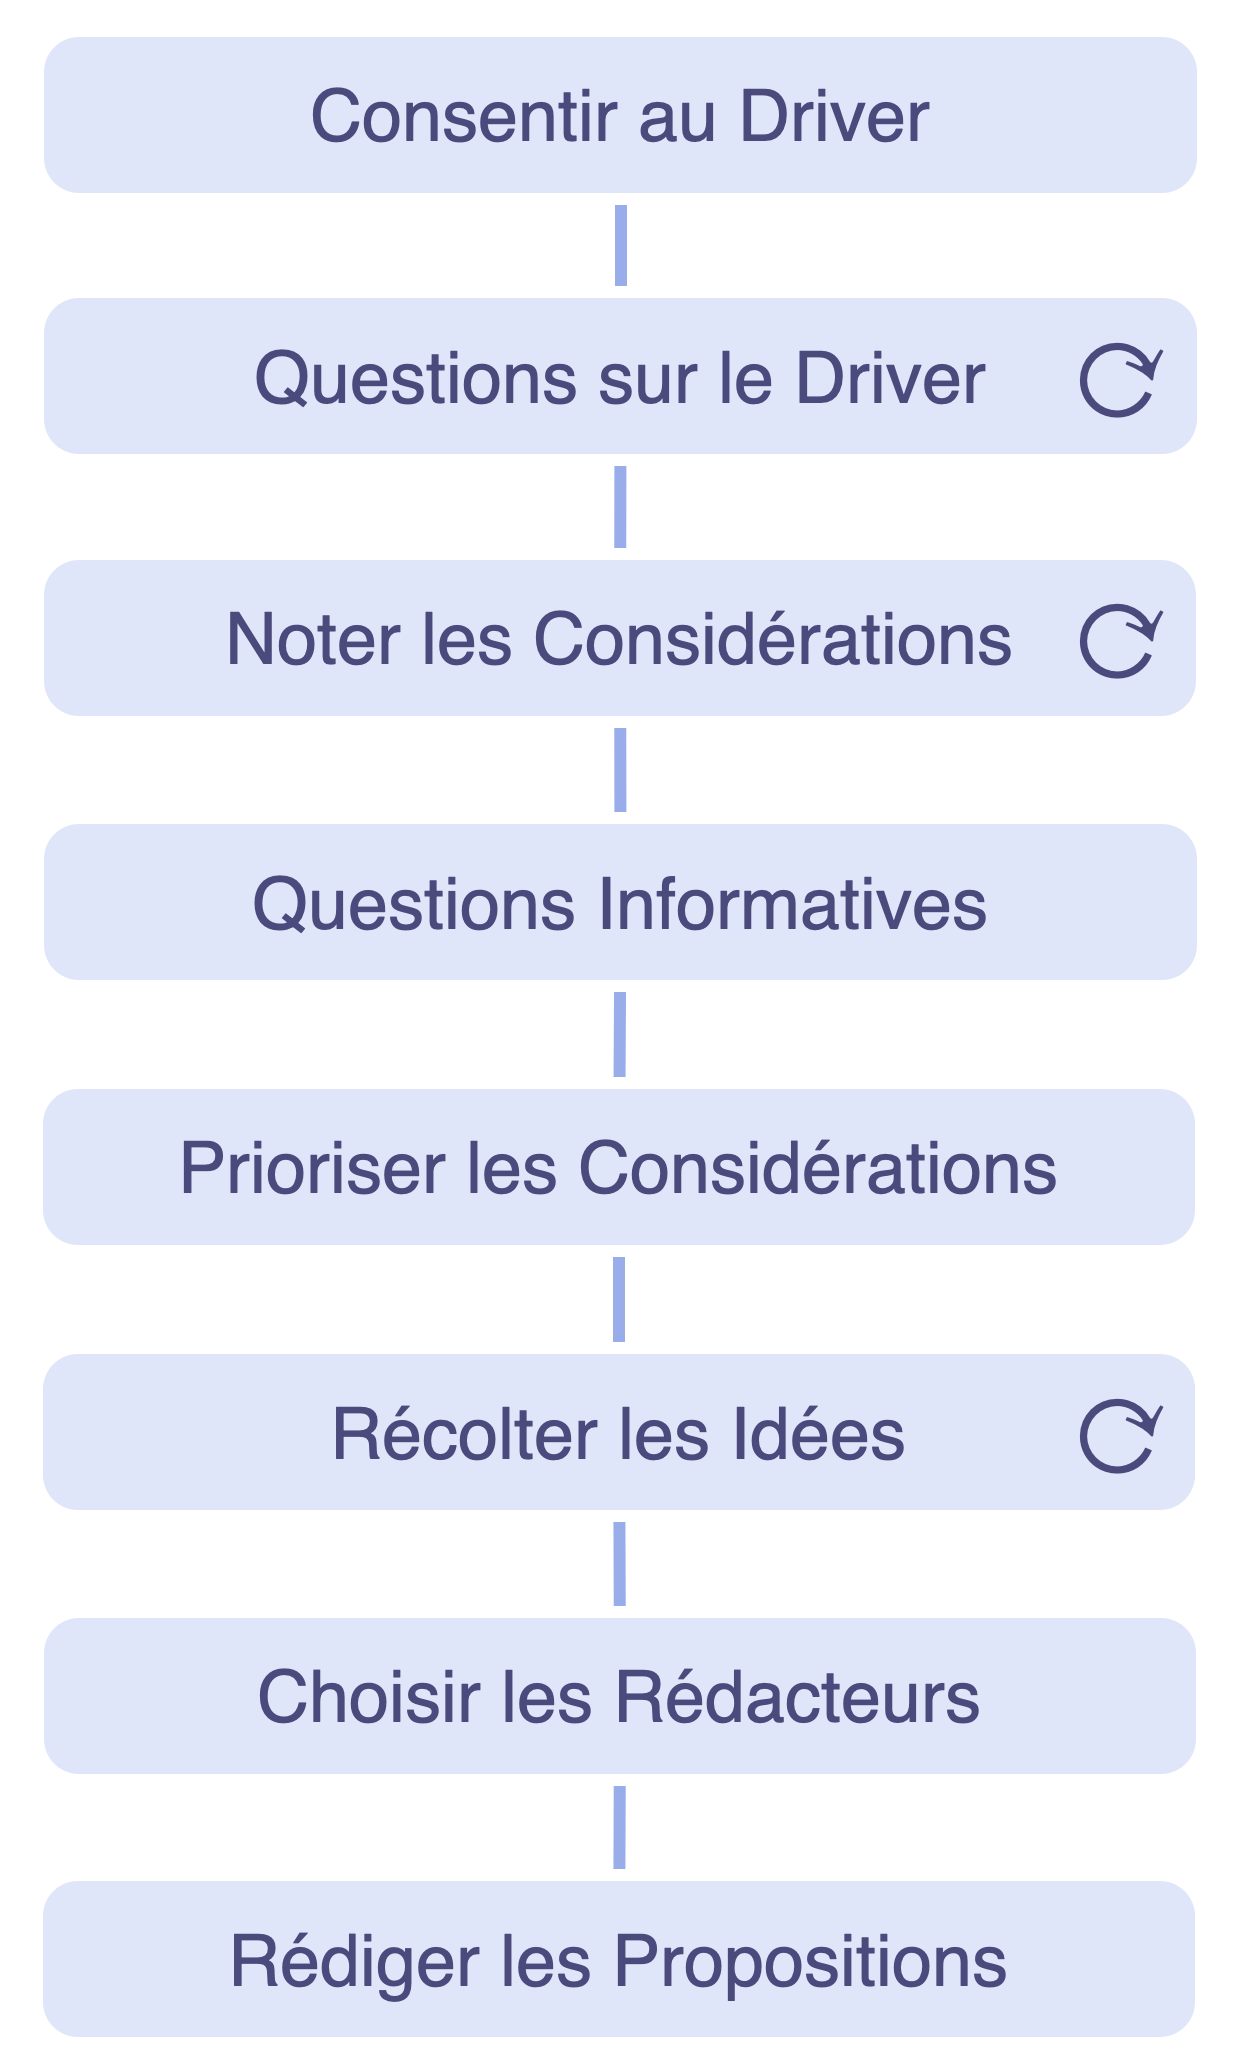 Consentir au Driver
Questions sur le Driver
Noter les Considérations
Questions Informatives
Prioriser les Considérations
Récolter les Idées
Choisir les Rédacteurs
Rédiger les Propositions